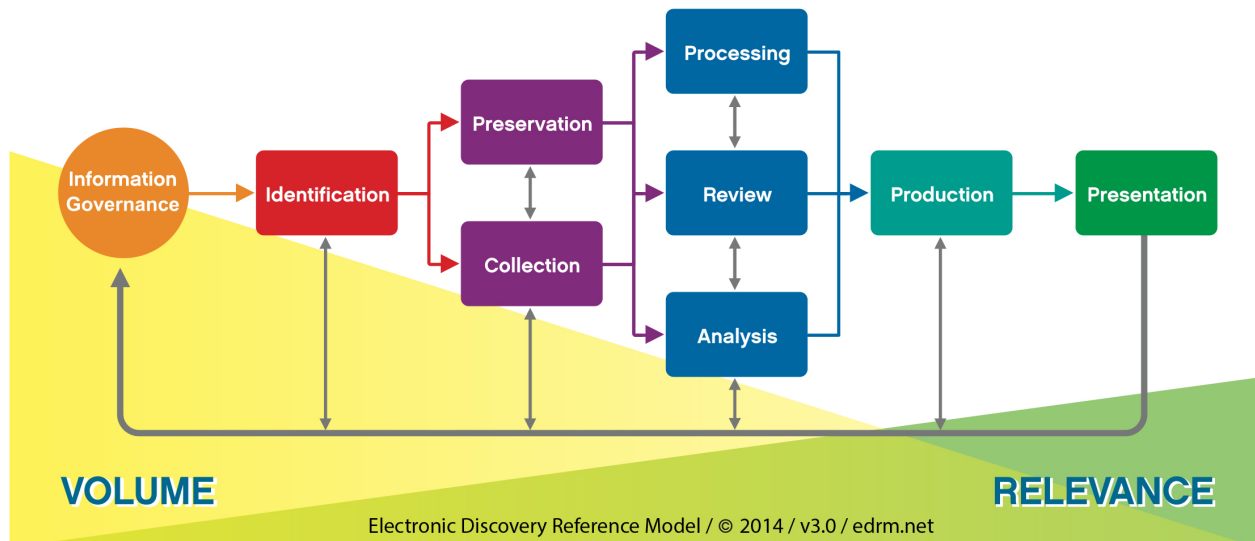 Information
Governance
Identification
Preservation
Collection
Processing
Review
Analysis
Production
Presentation
VOLUME
RELEVANCE
Electronic Discovery Reference Model / © 2014 / v3.0 / edrm.net